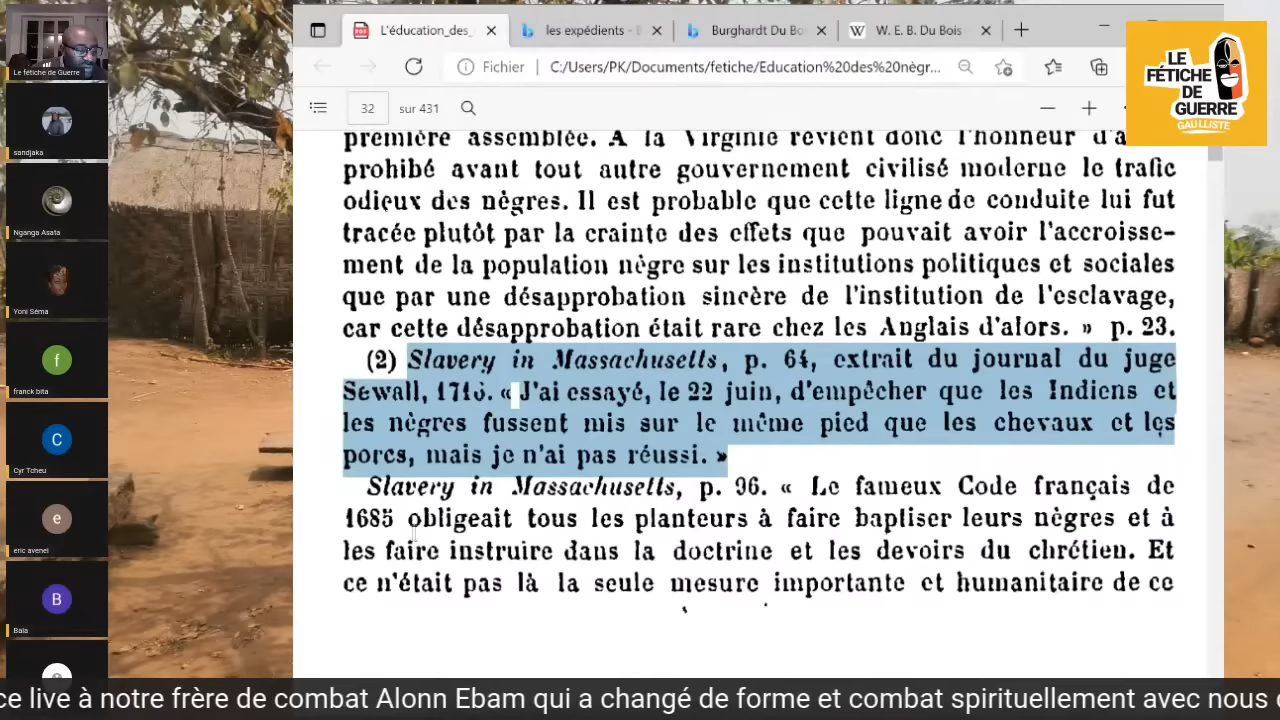 Le fétiche de Guerre
sandjaka
Nganga Asata
Yoni Séma
f
franck bita
C
Cyr Tcheu
e
eric avenel
B
Bala
L'éducation_des_
les expédients -
Burghardt Du Bo
W
W. E. B. Du Bois
Fichier
C:/Users/PK/Documents/fetiche/Education%20des%20nègr...
32
sur 431
LE
FÉTICHE
DE
GUERRE
GAULLISTE
première assemblée. A la Virginie revient donc l'honneur d'a
prohibé avant tout autre gouvernement civilisé moderne le trafic
odieux des nègres. Il est probable que cette ligne de conduite lui fut
tracée plutôt par la crainte des effets que pouvait avoir l'accroisse-
ment de la population nègre sur les institutions politiques et sociales
que par une désapprobation sincère de l'institution de l'esclavage,
car cette désapprobation était rare chez les Anglais d'alors. » p. 23.
(2) Slavery in Massachusetts, p. 64, extrait du journal du juge
Sewall, « J'ai essayé, le 22 juin, d'empêcher que les Indiens et
les nègres fussent mis sur le même pied que les chevaux et les
porcs, mais je n'ai pas réussi. »
Slavery in Massachusetts, p. 96. « Le fameux Code français de
1685 obligeait tous les planteurs à faire baptiser leurs nègres et à
les faire instruire dans la doctrine et les devoirs du chrétien. Et
ce n'était pas là la seule mesure importante et humanitaire de ce
ce live à notre frère de combat Alonn Ebam qui a changé de forme et combat spirituellement avec nous